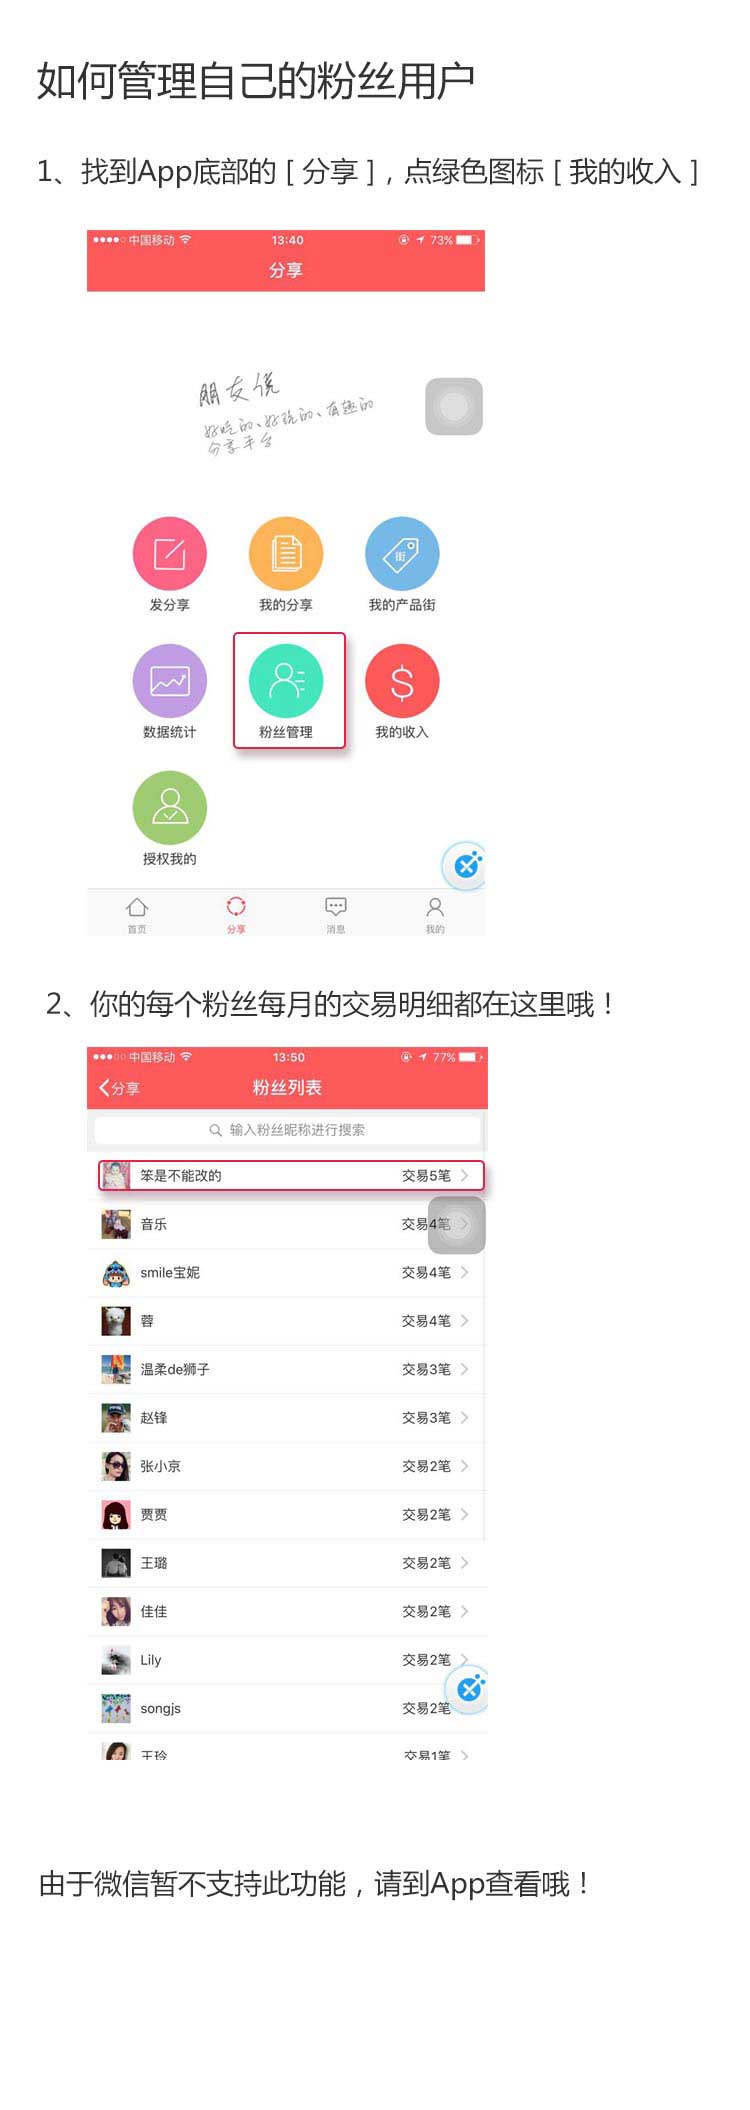 如何管理自己的粉丝用户
1、找到App底部的 [ 分享 ] , 点绿色图标 [ 我的收入 ]
中国移动 13:40 73%
分享
朋友说
好吃的、好玩的、有趣的
分享平台
发分享 我的分享 街 我的产品街
数据统计 粉丝管理 $ 我的收入
授权我的
首页 分享 消息 我的
2、你的每个粉丝每月的交易明细都在这里哦！
中国移动 13:50 77%
分享 粉丝列表
输入粉丝昵称进行搜索
笨是不能改的 交易5笔
音乐 交易4笔
smile宝妮 交易4笔
蓉 交易4笔
温柔de狮子 交易3笔
赵锋 交易3笔
张小京 交易2笔
贾贾 交易2笔
王璐 交易2笔
佳佳 交易2笔
Lily 交易2笔
songjs 交易2笔
王玲 交易1笔
由于微信暂不支持此功能，请到App查看哦！